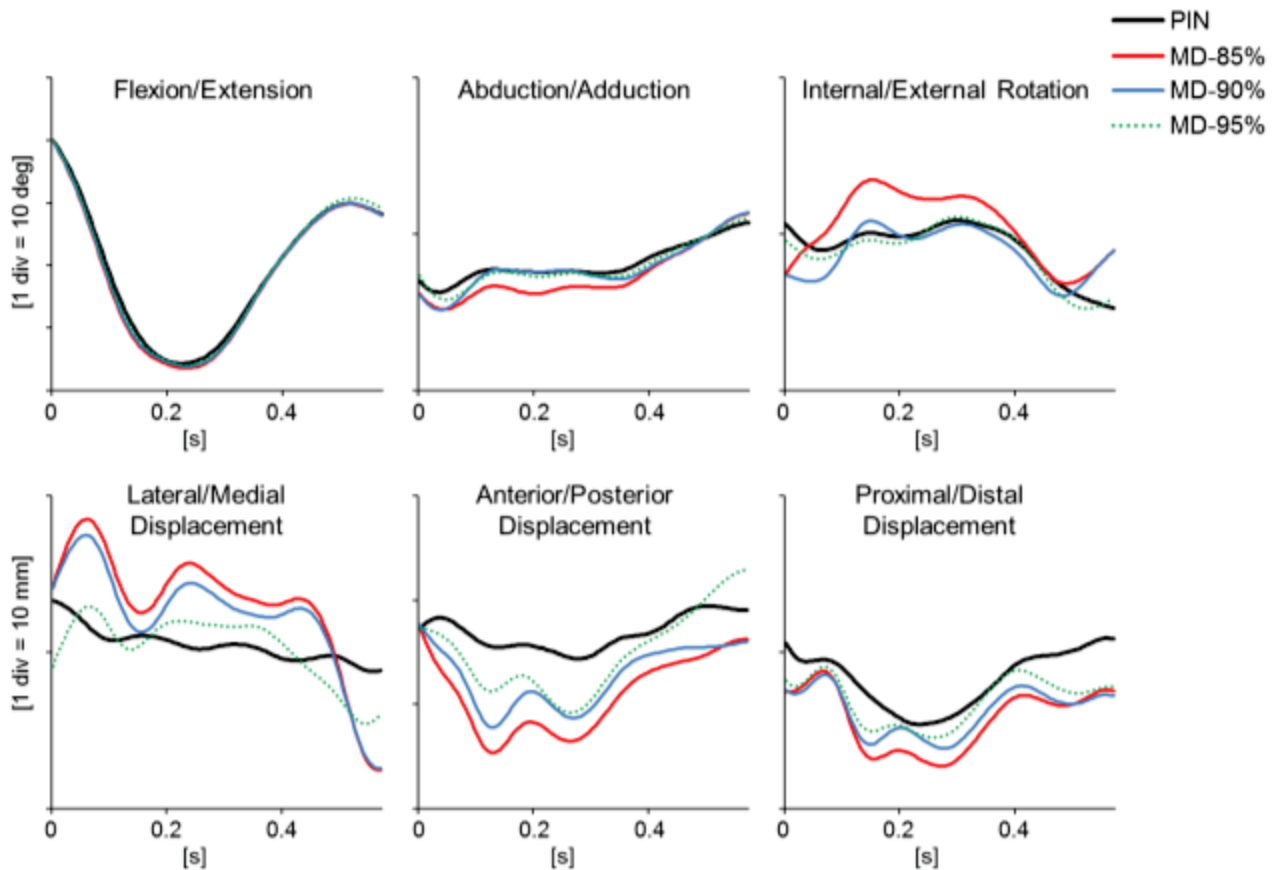 PIN
MD-85%
MD-90%
MD-95%
Flexion/Extension
Abduction/Adduction
Internal/External Rotation
[1 div = 10 deg]
0 0.2 0.4
[s]
0 0.2 0.4
[s]
0 0.2 0.4
[s]
Lateral/Medial
Displacement
Anterior/Posterior
Displacement
Proximal/Distal
Displacement
[1 div = 10 mm]
0 0.2 0.4
[s]
0 0.2 0.4
[s]
0 0.2 0.4
[s]